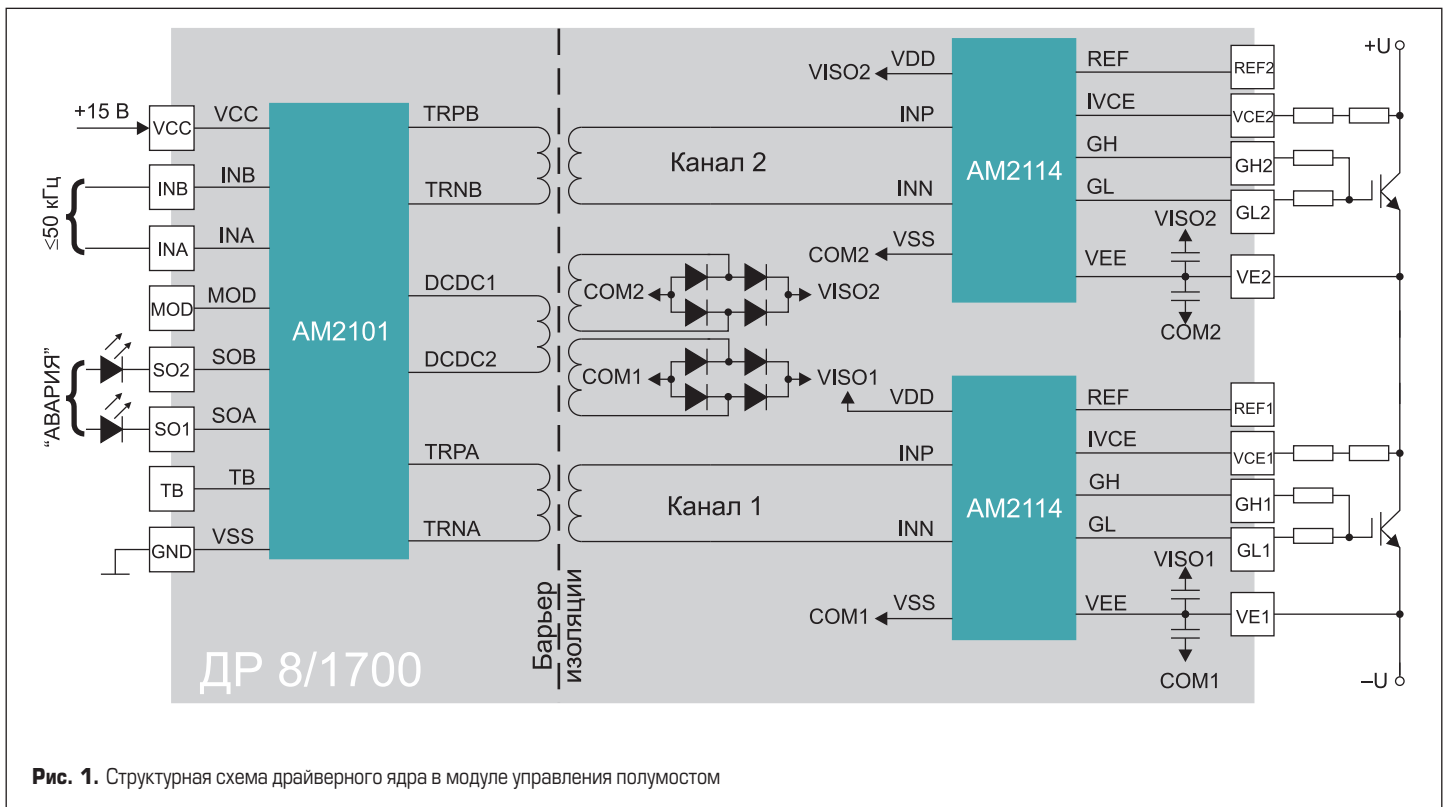 +15 В
VCC
VCC
INB
INB
≤50 кГц
INA
INA
MOD
MOD
SO2
SOB
"АВАРИЯ"
SO1
SOA
TB
TB
GND
VSS
AM2101
TRPB
TRNB
DCDC1
DCDC2
TRPA
TRNA
Барьер
изоляции
ДР 8/1700
Канал 2
COM2
VISO2
COM1
VISO1
Канал 1
VISO2
VDD
INP
INN
COM2
VSS
AM2114
REF
IVCE
GH
GL
VISO2
VEE
COM2
REF2
VCE2
GH2
GL2
VE2
+U
VDD
INP
INN
COM1
VSS
AM2114
REF
IVCE
GH
GL
VISO1
VEE
COM1
REF1
VCE1
GH1
GL1
VE1
–U
Рис. 1. Структурная схема драйверного ядра в модуле управления полумостом